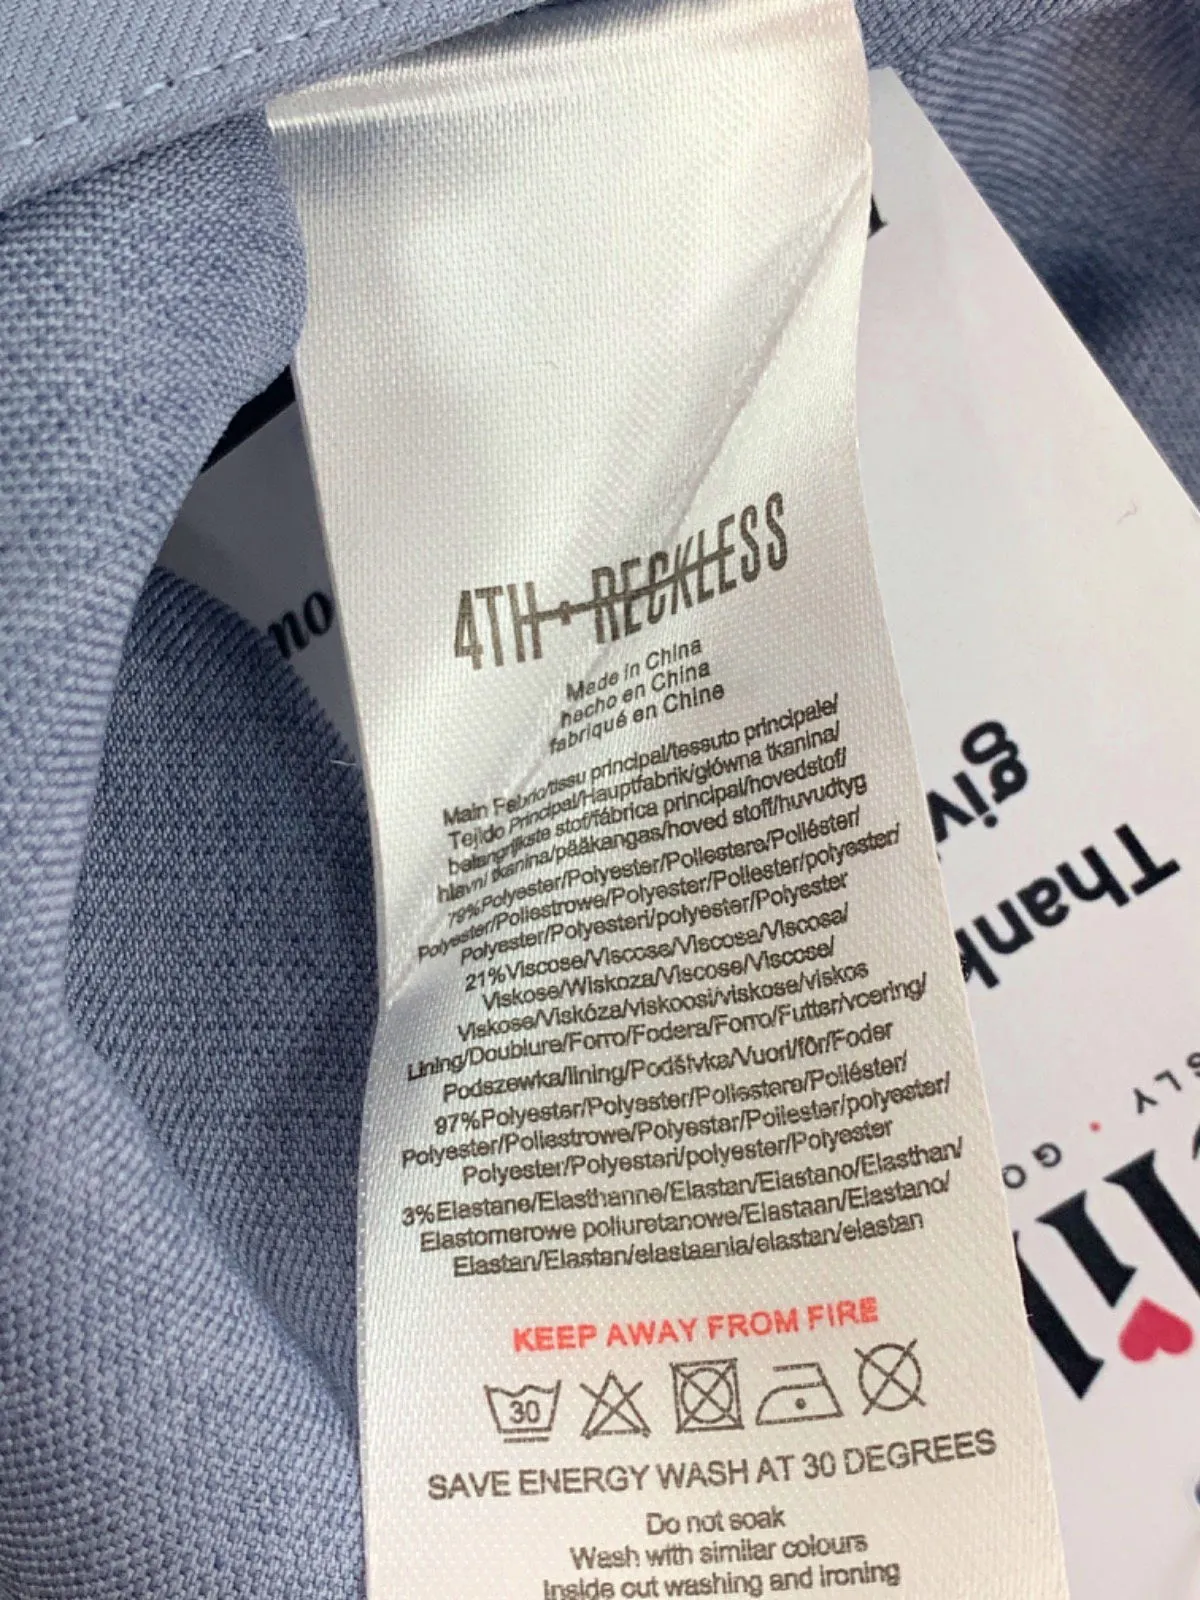 4TH + RECKLESS
Made in China
hecho en China
fabriqué en Chine
Main Fabric/tissu principal/tessuto principale/
Tejido Principal/Hauptfabrik/główna tkanina/
belangrijkste stof/fábrica principal/hovedstof/
hlavní tkanina/pääkangas/hoved stoff/huvudtyg
79%Polyester/Polyester/Poliestere/Poliéster/
Polyester/Poliestrowe/Polyester/Poliester/polyester/
Polyester/Polyesteri/polyester/Polyester
21%Viscose/Viscose/Viscosa/Viscosa/
Viskose/Wiskoza/Viscose/Viscose/
Viskose/Viskóza/viskoosi/viskose/viskos
Lining/Doublure/Forro/Fodera/Forro/Futter/voering/
Podszewka/lining/Podšívka/Vuori/fôr/Foder
97%Polyester/Polyester/Poliestere/Poliéster/
Polyester/Poliestrowe/Polyester/Poliester/polyester/
Polyester/Polyesteri/polyester/Polyester
3%Elastane/Elasthanne/Elastan/Elastano/Elasthan/
Elastomerowe poliuretanowe/Elastaan/Elastano/
Elastan/Elastan/elastaania/elastan/elastan
KEEP AWAY FROM FIRE
30
SAVE ENERGY WASH AT 30 DEGREES
Do not soak
Wash with similar colours
Inside out washing and ironing
Thank